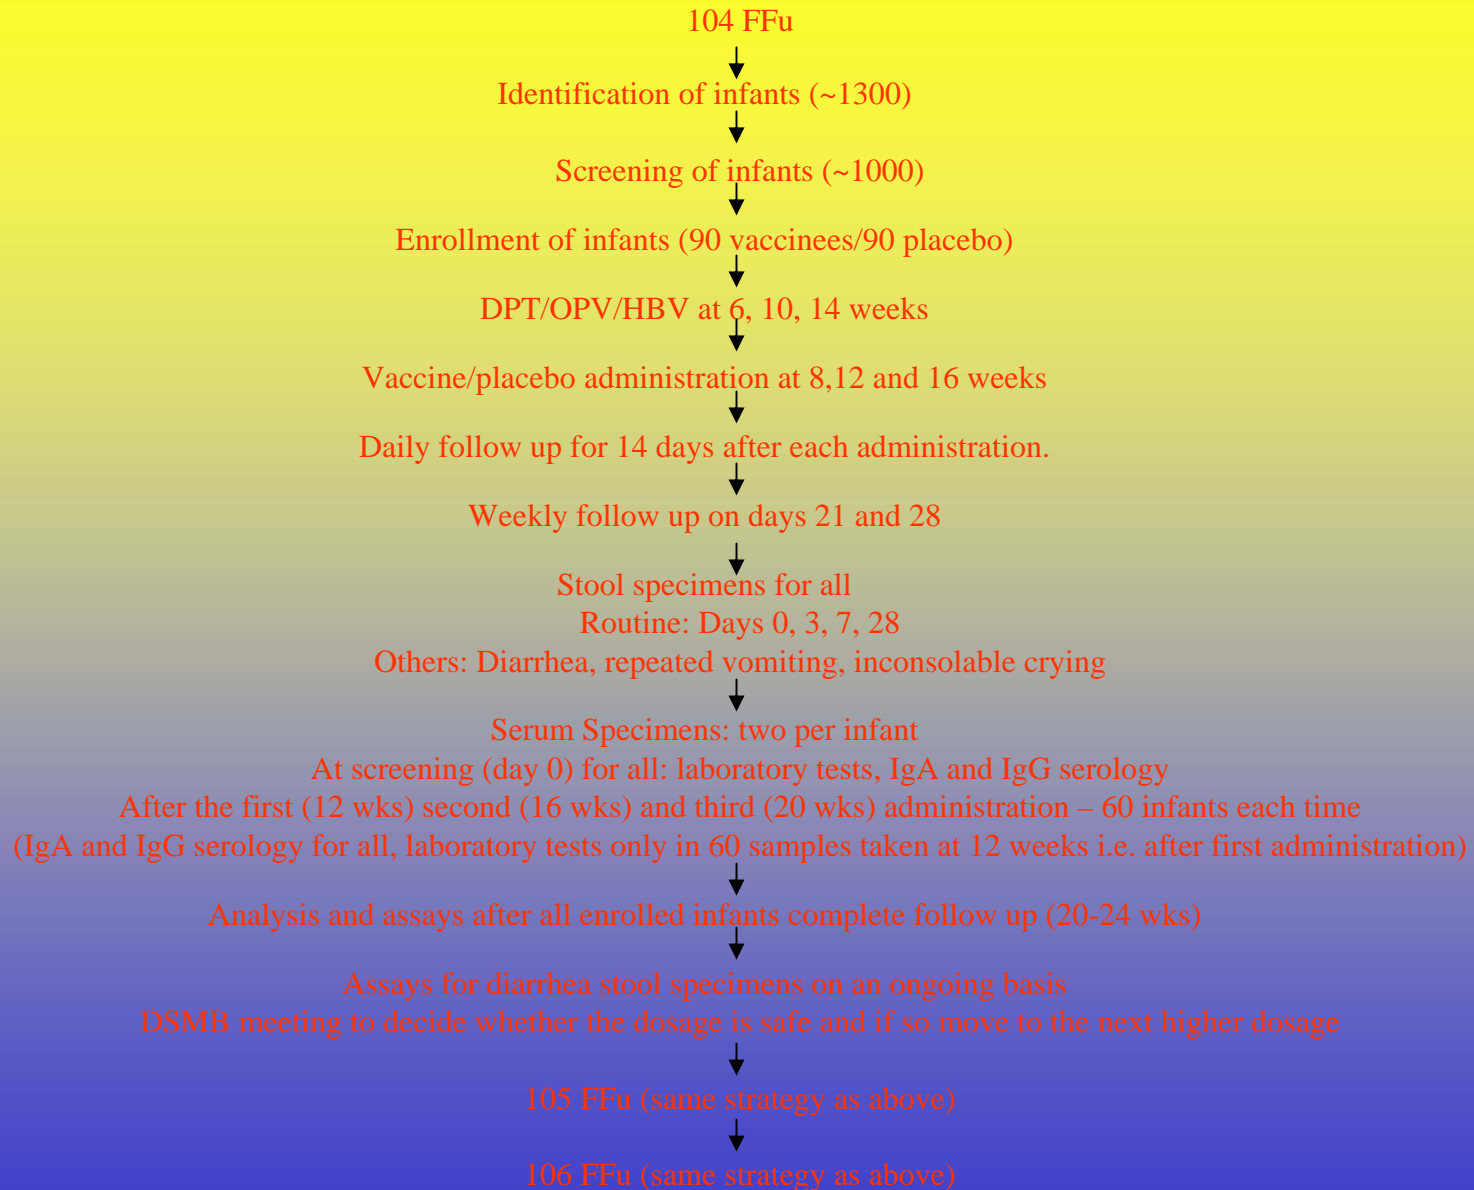 104 FFu
Identification of infants (~1300)
Screening of infants (~1000)
Enrollment of infants (90 vaccinees/90 placebo)
DPT/OPV/HBV at 6, 10, 14 weeks
Vaccine/placebo administration at 8,12 and 16 weeks
Daily follow up for 14 days after each administration.
Weekly follow up on days 21 and 28
Stool specimens for all
Routine: Days 0, 3, 7, 28
Others: Diarrhea, repeated vomiting, inconsolable crying
Serum Specimens: two per infant
At screening (day 0) for all: laboratory tests, IgA and IgG serology
After the first (12 wks) second (16 wks) and third (20 wks) administration – 60 infants each time
(IgA and IgG serology for all, laboratory tests only in 60 samples taken at 12 weeks i.e. after first administration)
Analysis and assays after all enrolled infants complete follow up (20-24 wks)
Assays for diarrhea stool specimens on an ongoing basis
DSMB meeting to decide whether the dosage is safe and if so move to the next higher dosage
105 FFu (same strategy as above)
106 FFu (same strategy as above)